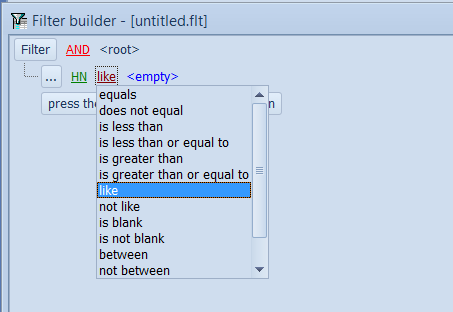 Filter builder - [untitled.flt]
Filter AND <root>
... HN like <empty>
press the
equals
does not equal
is less than
is less than or equal to
is greater than
is greater than or equal to
like
not like
is blank
is not blank
between
not between